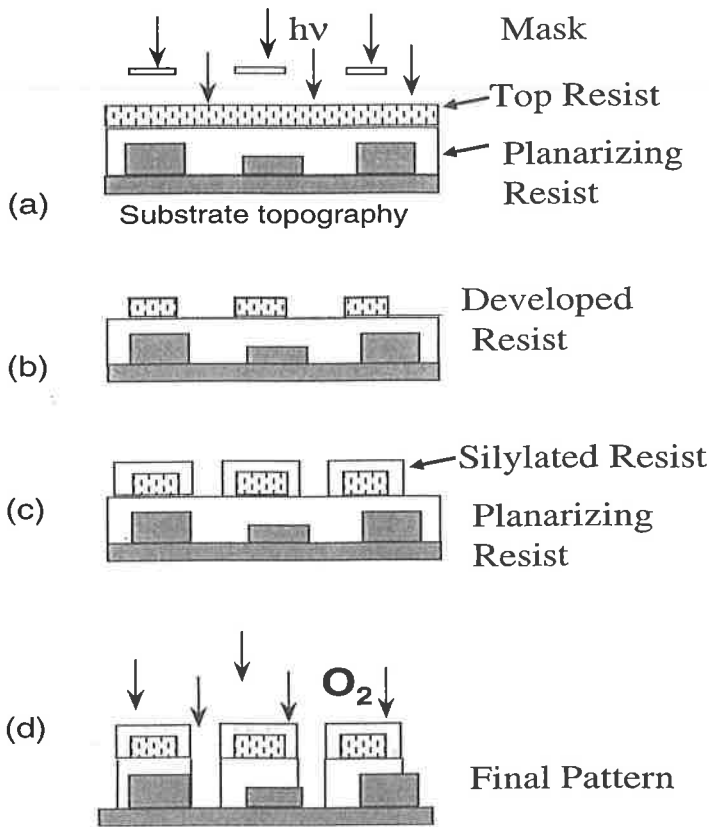 hν
Mask
Top Resist
Planarizing
Resist
(a)
Substrate topography
Developed
Resist
(b)
Silylated Resist
(c)
Planarizing
Resist
O₂
(d)
Final Pattern